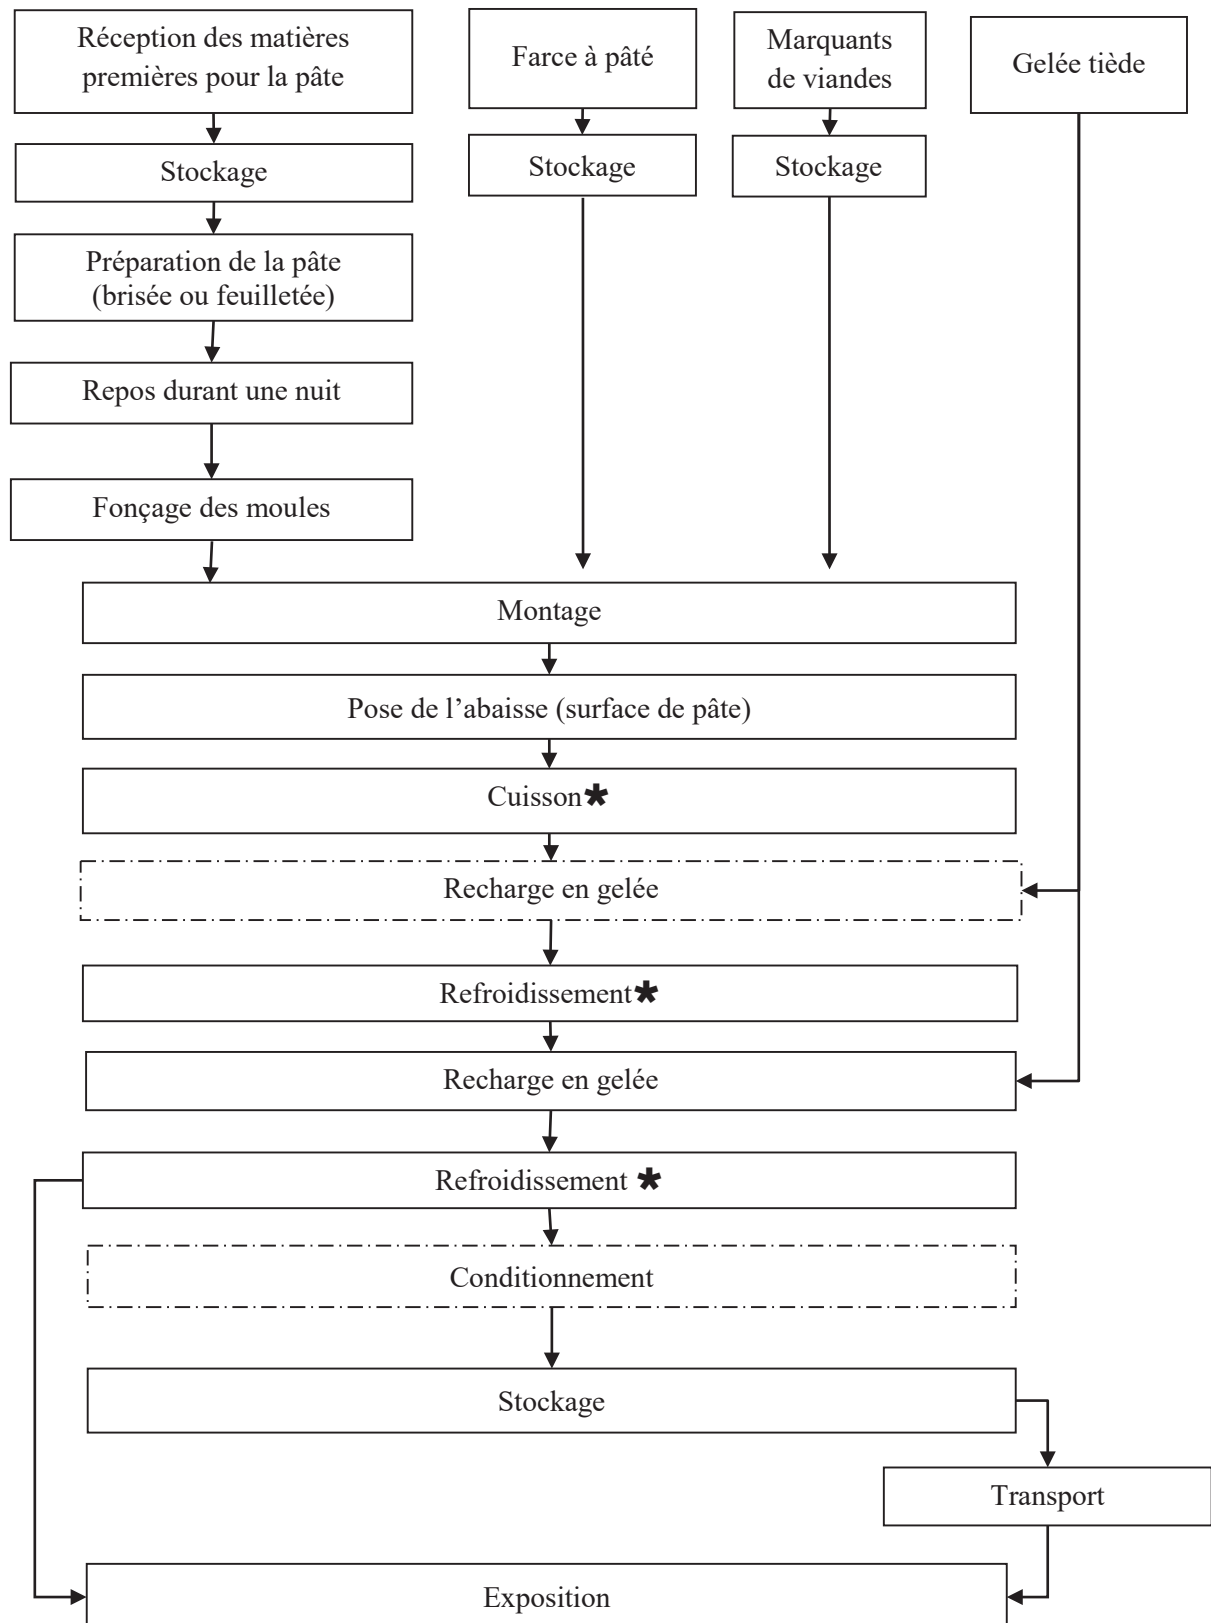 Réception des matières
premières pour la pâte
Farce à pâté
Marquants
de viandes
Gelée tiède
Stockage
Stockage
Stockage
Préparation de la pâte
(brisée ou feuilletée)
Repos durant une nuit
Fonçage des moules
Montage
Pose de l’abaisse (surface de pâte)
Cuisson*
Recharge en gelée
Refroidissement*
Recharge en gelée
Refroidissement *
Conditionnement
Stockage
Transport
Exposition